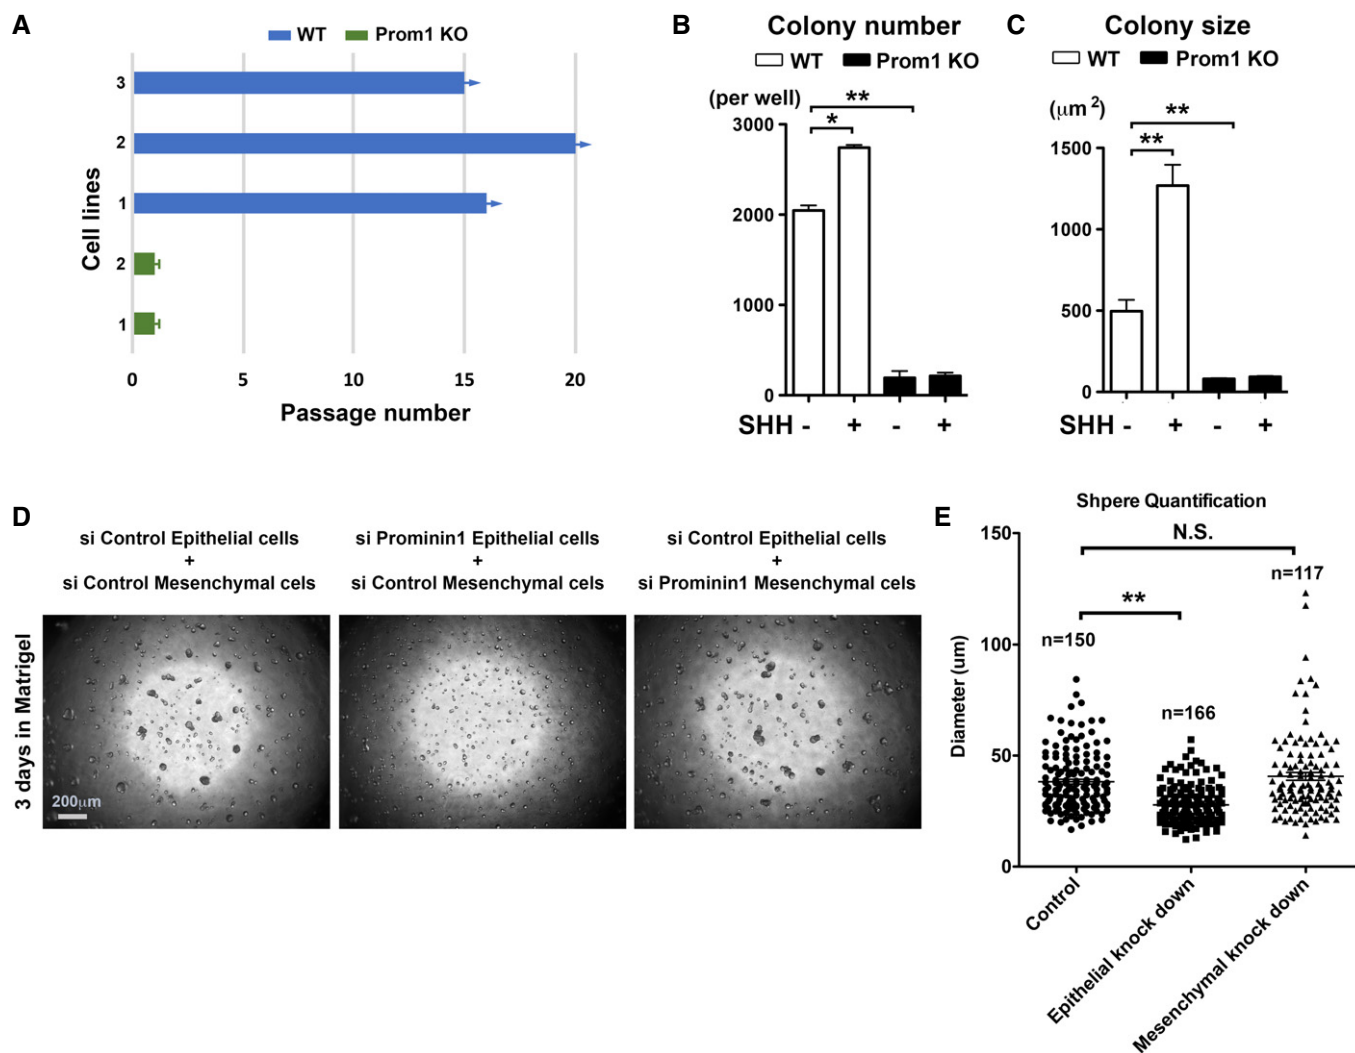 A
WT Prom1 KO
3
2
1
2
1
Cell lines
0 5 10 15 20
Passage number
B Colony number
WT Prom1 KO
(per well)
**
*
3000
2000
1000
0
SHH - + - +
C Colony size
WT Prom1 KO
(μm²)
**
**
1500
1000
500
0
SHH - + - +
D
si Control Epithelial cells
+
si Control Mesenchymal cels
si Prominin1 Epithelial cells
+
si Control Mesenchymal cels
si Control Epithelial cells
+
si Prominin1 Mesenchymal cels
3 days in Matrigel
200μm
E
Shpere Quantification
N.S.
n=117
**
n=150
n=166
150
100
50
0
Diameter (um)
Control
Epithelial knock down
Mesenchymal knock down